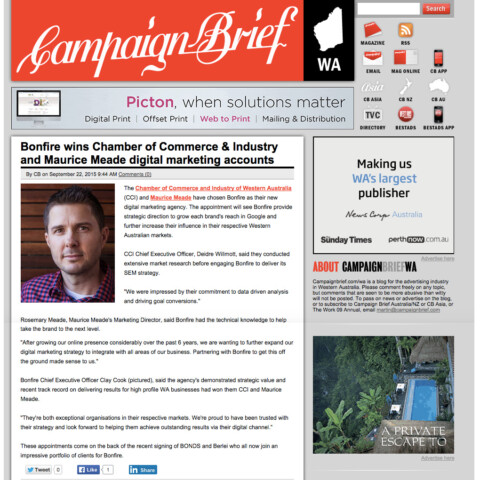 Campaign Brief
WA
Search
MAGAZINE
RSS
EMAIL
MAG ONLINE
CB APP
asia
CB ASIA
CB NZ
CB AU
TVC
DIRECTORY
BESTADS
BESTADS APP
Picton, when solutions matter
Digital Print | Offset Print | Web to Print | Mailing & Distribution
Bonfire wins Chamber of Commerce & Industry
and Maurice Meade digital marketing accounts
By CB on September 22, 2015 9:44 AM Comments (0)
The Chamber of Commerce and Industry of Western Australia
(CCI) and Maurice Meade have chosen Bonfire as their new
digital marketing agency. The appointment will see Bonfire provide
strategic direction to grow each brand's reach in Google and
further increase their influence in their respective Western
Australian markets.
CCI Chief Executive Officer, Deidre Willmott, said they conducted
extensive market research before engaging Bonfire to deliver its
SEM strategy.
"We were impressed by their commitment to data driven analysis
and driving goal conversions."
Rosemary Meade, Maurice Meade's Marketing Director, said Bonfire had the technical knowledge to help
take the brand to the next level.
"After growing our online presence considerably over the past 6 years, we are wanting to further expand our
digital marketing strategy to integrate with all areas of our business. Partnering with Bonfire to get this off
the ground made sense to us."
Bonfire Chief Executive Officer Clay Cook (pictured), said the agency's demonstrated strategic value and
recent track record on delivering results for high profile WA businesses had won them CCI and Maurice
Meade.
"They're both exceptional organisations in their respective markets. We're proud to have been trusted with
their strategy and look forward to helping them achieve outstanding results via their digital channel."
These appointments come on the back of the recent signing of BONDS and Berlei who all now join an
impressive portfolio of clients for Bonfire.
Tweet 0
Like 1
in Share
Making us
WA's largest
publisher
News Corp Australia
The Sunday Times perthnow.com.au
Advertise here
ABOUT CAMPAIGNBRIEFWA
Campaignbrief.com/wa is a blog for the advertising industry
in Western Australia. Please comment freely on any topic,
but comments that are seen to be more abusive than witty
will not be posted. To pass on news or advertise on the blog,
or to subscribe to Campaign Brief Australia/NZ or CB Asia, or
The Work 09 Annual, email martin@campaignbrief.com
A PRIVATE
ESCAPE TO
Advertise here